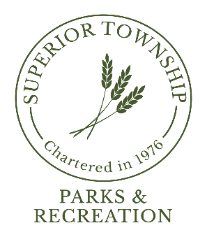 SUPERIOR TOWNSHIP
Chartered in 1976
PARKS &
RECREATION